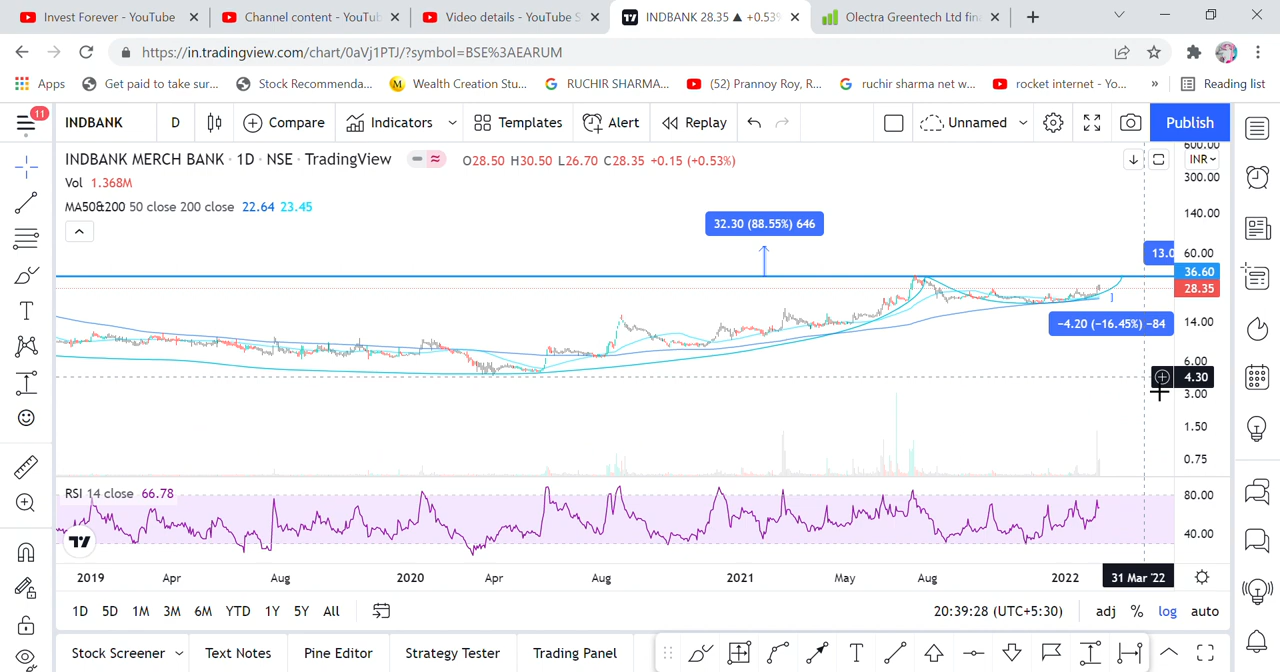 Invest Forever - YouTube
Channel content - YouTu
Video details - YouTube S
INDBANK 28.35 ▲ +0.53%
Olectra Greentech Ltd fin
https://in.tradingview.com/chart/0aVj1PTJ/?symbol=BSE%3AEARUM
Apps
Get paid to take sur...
Stock Recommenda...
M Wealth Creation Stu...
RUCHIR SHARMA...
(52) Prannoy Roy, R...
ruchir sharma net w...
rocket internet - Yo...
»
Reading list
11
INDBANK
D
Compare
Indicators
Templates
Alert
Replay
Unnamed
Publish
INDBANK MERCH BANK · 1D · NSE · TradingView
O28.50 H30.50 L26.70 C28.35 +0.15 (+0.53%)
INR
Vol 1.368M
MA50&200 50 close 200 close 22.64 23.45
600.00
300.00
140.00
60.00
36.60
28.35
14.00
6.00
4.30
3.00
1.50
0.75
32.30 (88.55%) 646
13.0
−4.20 (−16.45%) −84
RSI 14 close 66.78
80.00
40.00
2019
Apr
Aug
2020
Apr
Aug
2021
May
Aug
2022
31 Mar '22
1D 5D 1M 3M 6M YTD 1Y 5Y All
20:39:28 (UTC+5:30)
adj % log auto
Stock Screener
Text Notes
Pine Editor
Strategy Tester
Trading Panel